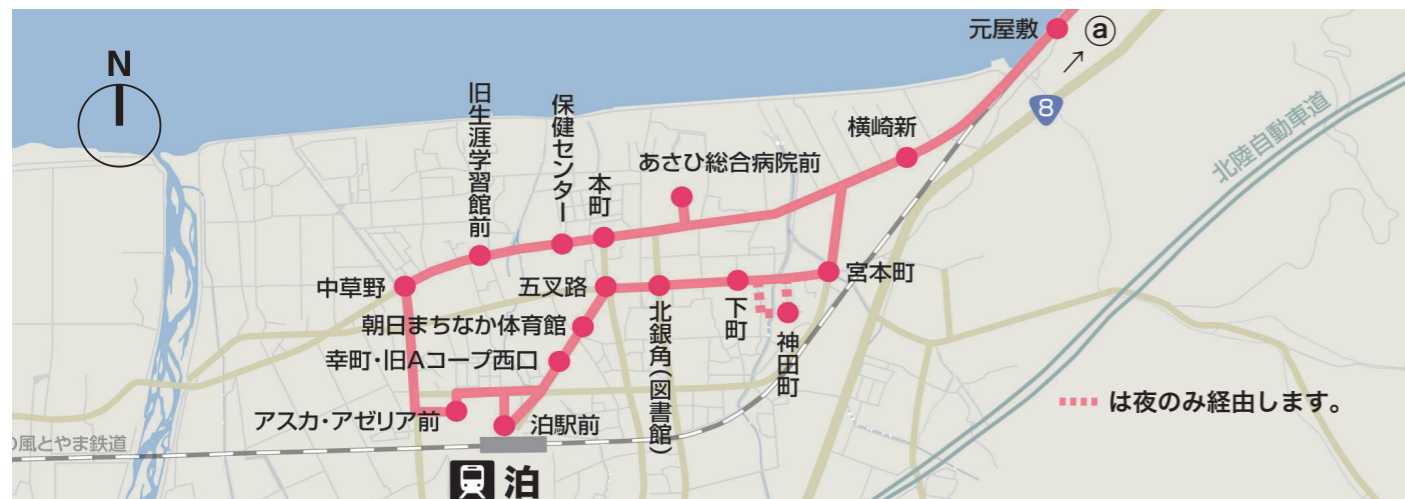 N
元屋敷
ⓐ
8
北陸自動車道
横崎新
あさひ総合病院前
本町
保健センター
旧生涯学習館前
中草野
五叉路
宮本町
下町
神田町
北銀角(図書館)
朝日まちなか体育館
幸町・旧Aコープ西口
アスカ・アゼリア前
泊駅前
の風とやま鉄道
泊
は夜のみ経由します。